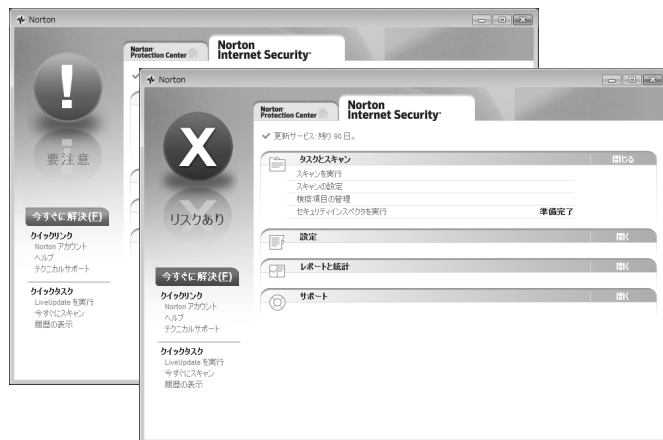 Norton
Norton Protection Center
Norton Internet Security
要注意
今すぐに解決(F)
クイックリンク
Norton アカウント
ヘルプ
テクニカルサポート
クイックタスク
LiveUpdate を実行
今すぐにスキャン
履歴の表示
Norton
Norton Protection Center
Norton Internet Security
リスクあり
今すぐに解決(F)
クイックリンク
Norton アカウント
ヘルプ
テクニカルサポート
クイックタスク
LiveUpdate を実行
今すぐにスキャン
履歴の表示
更新サービス: 残り 90 日。
タスクとスキャン 閉じる
スキャンを実行
スキャンの設定
検疫項目の管理
セキュリティインスペクタを実行 準備完了
設定 開く
レポートと統計 開く
サポート 開く